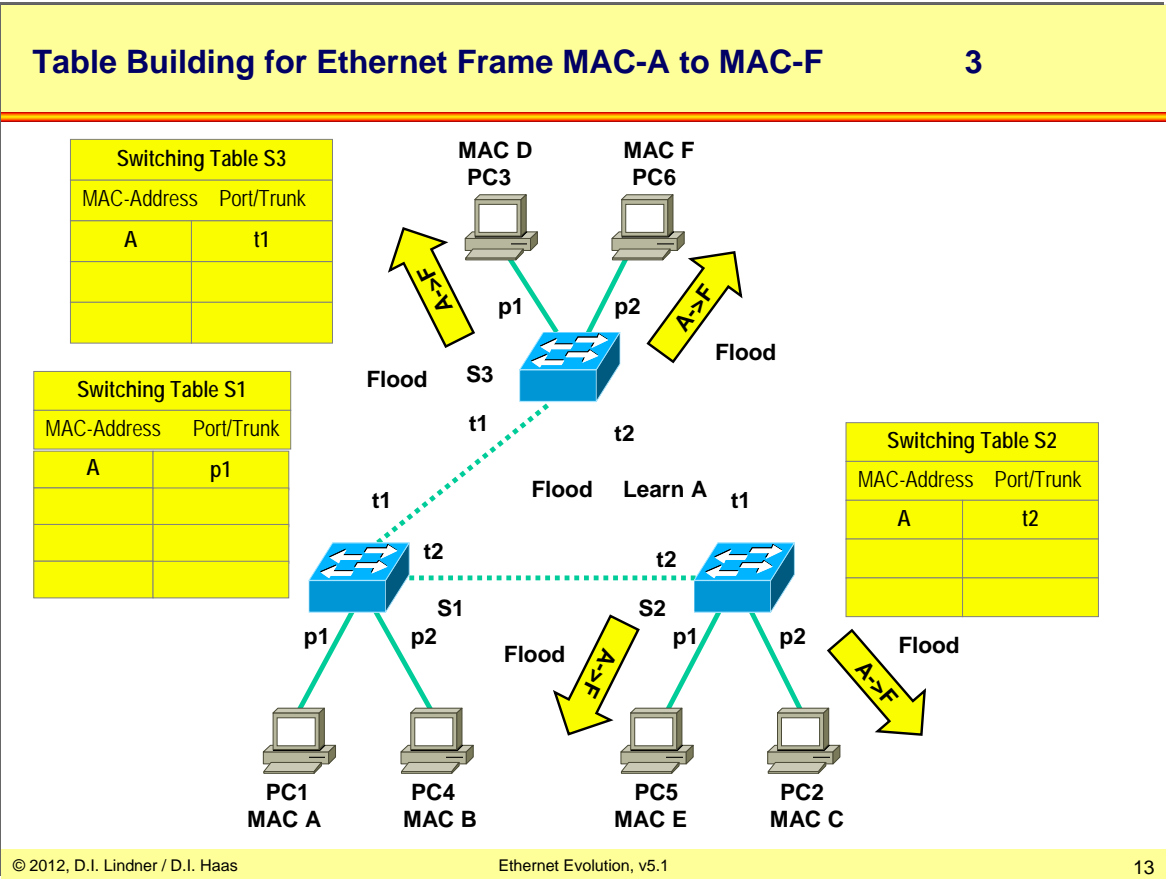 Table Building for Ethernet Frame MAC-A to MAC-F 3
Switching Table S3
MAC-Address Port/Trunk
A t1
MAC D
PC3
MAC F
PC6
A->F
A->F
p1
p2
Flood
Flood
S3
t1
t2
Switching Table S1
MAC-Address Port/Trunk
A p1
Switching Table S2
MAC-Address Port/Trunk
A t2
Flood Learn A
t1
t1
t2
t2
S1
S2
p1
p2
p1
p2
Flood
A->F
A->F
Flood
PC1
MAC A
PC4
MAC B
PC5
MAC E
PC2
MAC C
© 2012, D.I. Lindner / D.I. Haas
Ethernet Evolution, v5.1
13